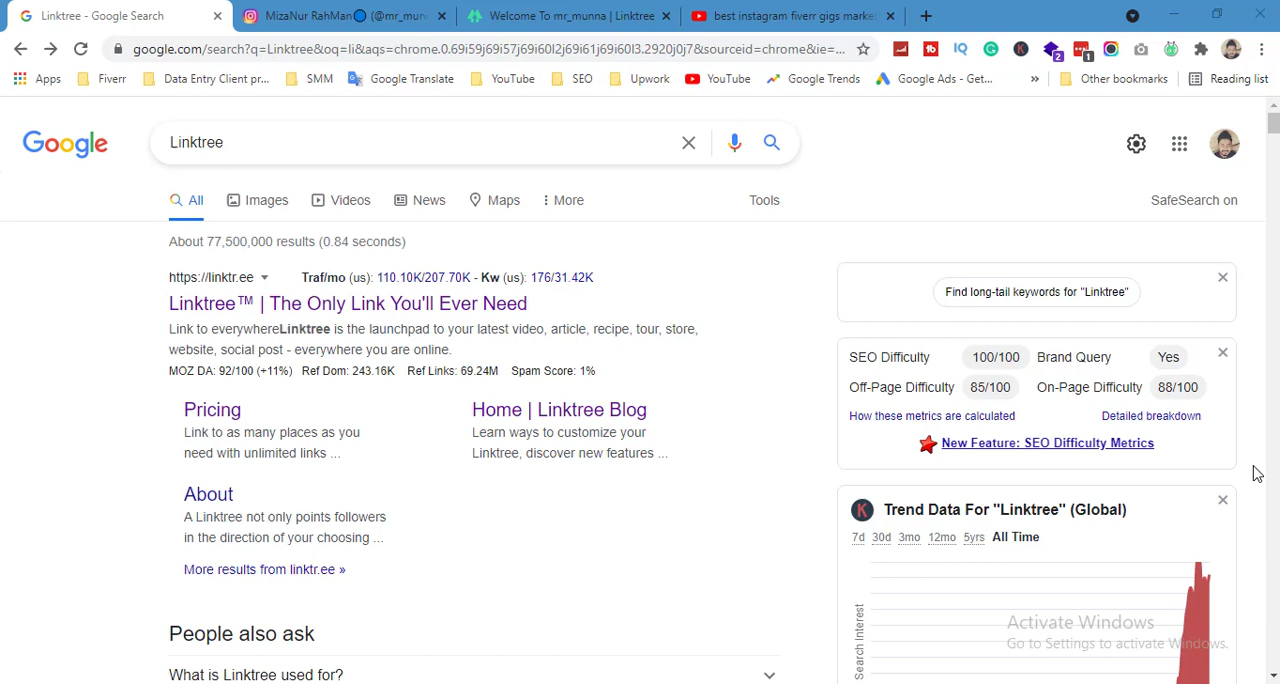 Linktree - Google Search
MizaNur RahMan (@mr_mun
Welcome To mr_munna | Linktree
best instagram fiverr gigs marke
google.com/search?q=Linktree&oq=li&aqs=chrome.0.69i59j69i57j69i60l2j69i61j69i60l3.2920j0j7&sourceid=chrome&ie=...
2
1
Apps
Fiverr
Data Entry Client pr...
SMM
Google Translate
YouTube
SEO
Upwork
YouTube
Google Trends
Google Ads - Get...
»
Other bookmarks
Reading list
Google
Linktree
All
Images
Videos
News
Maps
More
Tools
SafeSearch on
About 77,500,000 results (0.84 seconds)
https://linktr.ee
Traf/mo (us): 110.10K/207.70K - Kw (us): 176/31.42K
Linktree™ | The Only Link You'll Ever Need
Link to everywhereLinktree is the launchpad to your latest video, article, recipe, tour, store,
website, social post - everywhere you are online.
MOZ DA: 92/100 (+11%) Ref Dom: 243.16K Ref Links: 69.24M Spam Score: 1%
Pricing
Link to as many places as you
need with unlimited links ...
Home | Linktree Blog
Learn ways to customize your
Linktree, discover new features ...
About
A Linktree not only points followers
in the direction of your choosing ...
More results from linktr.ee »
People also ask
What is Linktree used for?
Find long-tail keywords for "Linktree"
SEO Difficulty 100/100 Brand Query Yes
Off-Page Difficulty 85/100 On-Page Difficulty 88/100
How these metrics are calculated
Detailed breakdown
New Feature: SEO Difficulty Metrics
K
Trend Data For "Linktree" (Global)
7d 30d 3mo 12mo 5yrs All Time
Search Interest
Activate Windows
Go to Settings to activate Windows.